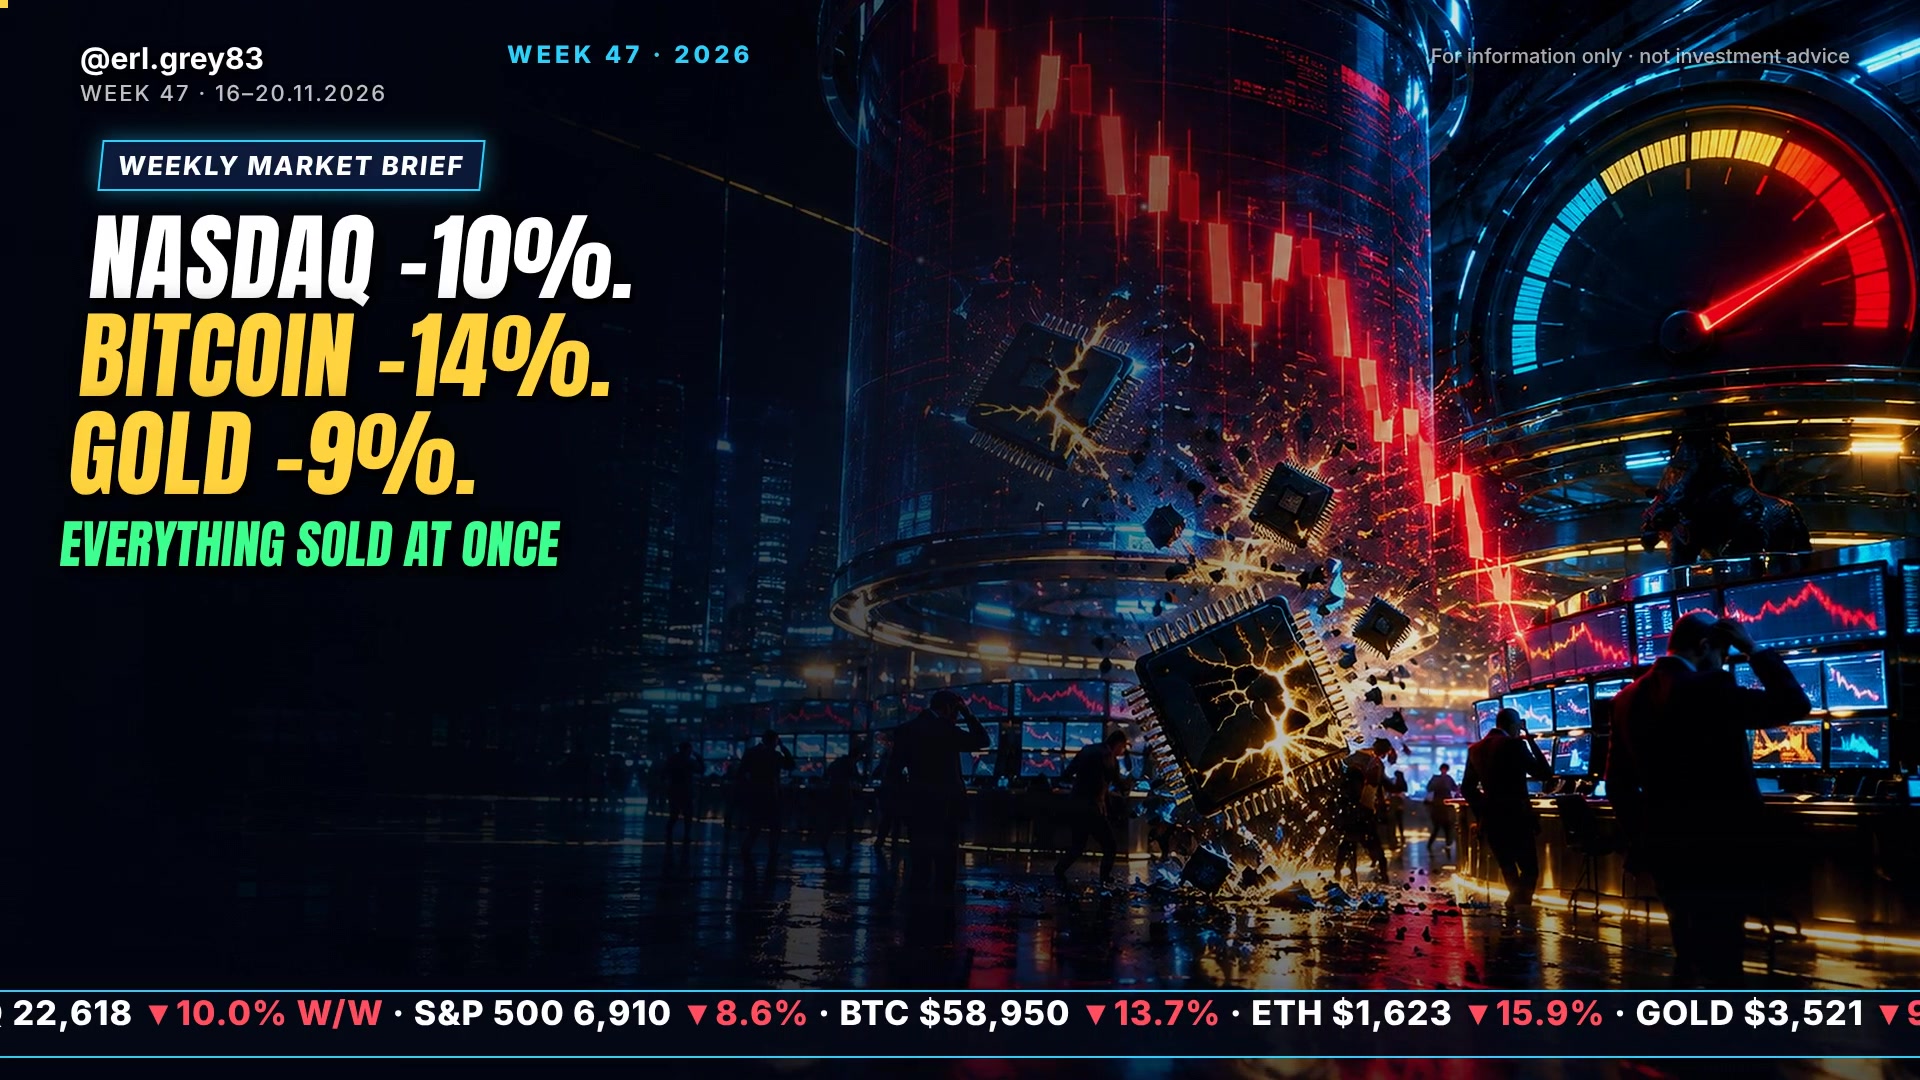 @erl.grey83
WEEK 47 · 16–20.11.2026
WEEK 47 · 2026
For information only · not investment advice
WEEKLY MARKET BRIEF
NASDAQ -10%.
BITCOIN -14%.
GOLD -9%.
EVERYTHING SOLD AT ONCE
22,618 ▼10.0% W/W · S&P 500 6,910 ▼8.6% · BTC $58,950 ▼13.7% · ETH $1,623 ▼15.9% · GOLD $3,521 ▼9